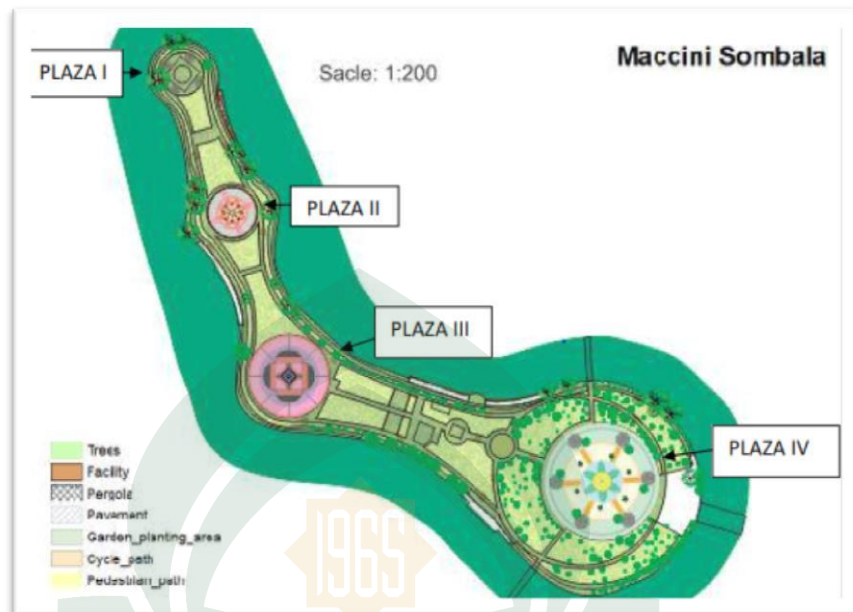 PLAZA I
Sacle: 1:200
Maccini Sombala
PLAZA II
PLAZA III
PLAZA IV
Trees
Facility
Pergola
Pavement
Garden_planting_area
Cycle_path
Pedestrian_path
1965